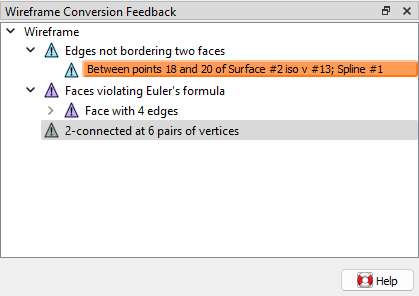 Wireframe Conversion Feedback
Wireframe
Edges not bordering two faces
Between points 18 and 20 of Surface #2 iso v #13; Spline #1
Faces violating Euler's formula
Face with 4 edges
2-connected at 6 pairs of vertices
Help